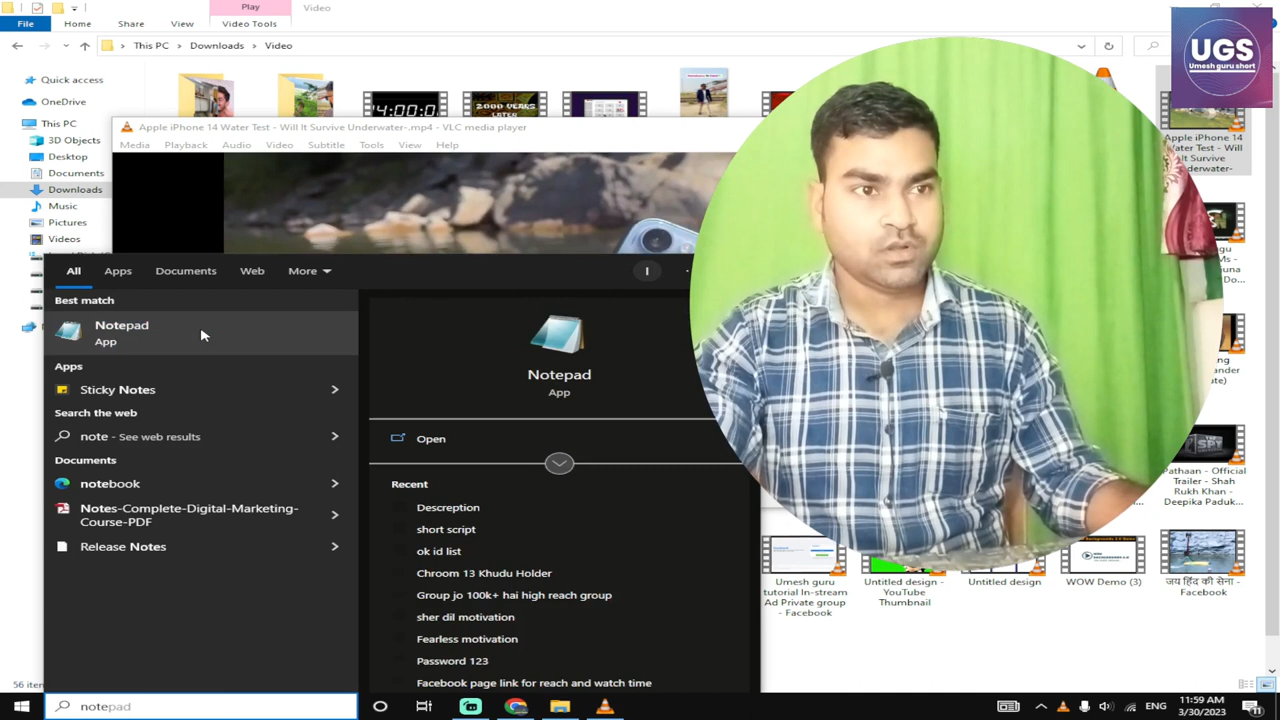 Play
Video
File
Home
Share
View
Video Tools
This PC
Downloads
Video
UGS
Umesh guru short
Quick access
OneDrive
This PC
3D Objects
Desktop
Documents
Downloads
Music
Pictures
Videos
4:00:0
2000 YEARS
LATER
Apple iPhone 14 Water Test - Will It Survive Underwater-.mp4 - VLC media player
Media
Playback
Audio
Video
Subtitle
Tools
View
Help
Apple iPhone 14
Water Test - Will
It Survive
Underwater-
All
Apps
Documents
Web
More
I
Best match
Notepad
App
Apps
Sticky Notes
Search the web
note - See web results
Documents
notebook
Notes-Complete-Digital-Marketing-
Course-PDF
Release Notes
Notepad
App
Open
Recent
Descreption
short script
ok id list
Chroom 13 Khudu Holder
Group jo 100k+ hai high reach group
sher dil motivation
Fearless motivation
Password 123
Facebook page link for reach and watch time
Pathaan - Official
Trailer - Shah
Rukh Khan -
Deepika Paduk...
Umesh guru
tutorial In-stream
Ad Private group
- Facebook
Untitled design -
YouTube
Thumbnail
Untitled design
WOW Demo (3)
जय हिंद की सेना -
Facebook
notepad
11:59 AM
3/30/2023
11